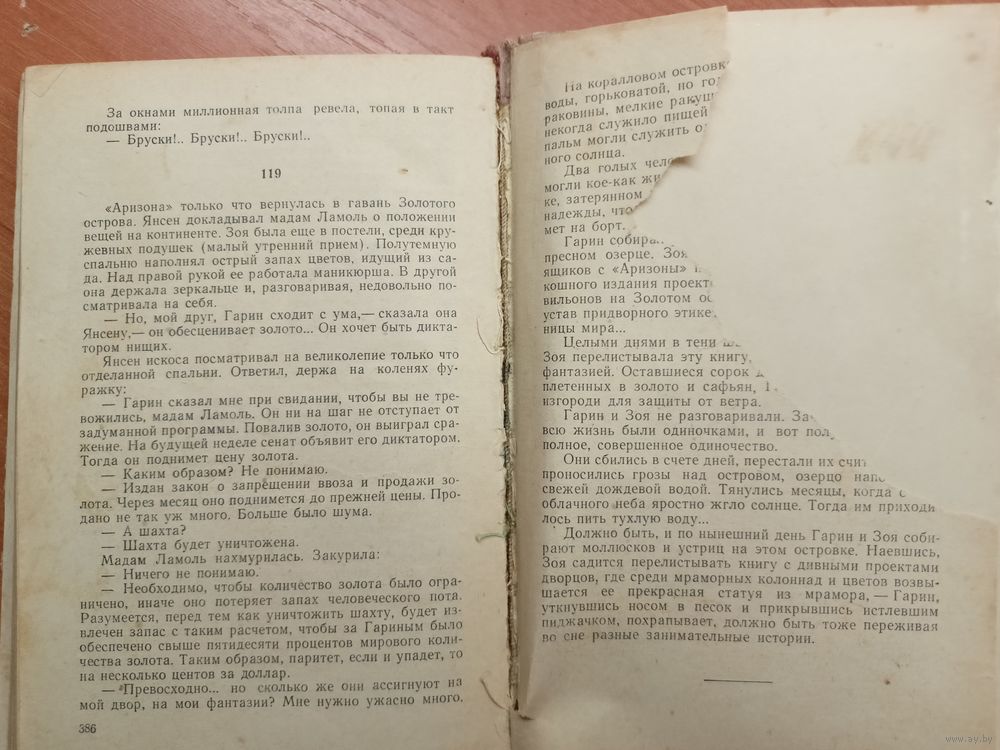 За окнами миллионная толпа ревела, топая в такт
подошвами:
— Бруски!.. Бруски!.. Бруски!..
119
«Аризона» только что вернулась в гавань Золотого
острова. Янсен докладывал мадам Ламоль о положении
вещей на континенте. Зоя была еще в постели, среди кру-
жевных подушек (малый утренний прием). Полутемную
спальню наполнял острый запах цветов, идущий из са-
да. Над правой рукой ее работала маникюрша. В другой
она держала зеркальце и, разговаривая, недовольно по-
сматривала на себя.
— Но, мой друг, Гарин сходит с ума,— сказала она
Янсену,— он обесценивает золото... Он хочет быть дикта-
тором нищих.
Янсен искоса посматривал на великолепие только что
отделанной спальни. Ответил, держа на коленях фу-
ражку:
— Гарин сказал мне при свидании, чтобы вы не тре-
вожились, мадам Ламоль. Он ни на шаг не отступает от
задуманной программы. Повалив золото, он выиграл сра-
жение. На будущей неделе сенат объявит его диктатором.
Тогда он поднимет цену золота.
— Каким образом? Не понимаю.
— Издан закон о запрещении ввоза и продажи зо-
лота. Через месяц оно поднимется до прежней цены. Про-
дано не так уж много. Больше было шума.
— А шахта?
— Шахта будет уничтожена.
Мадам Ламоль нахмурилась. Закурила:
— Ничего не понимаю.
— Необходимо, чтобы количество золота было огра-
ничено, иначе оно потеряет запах человеческого пота.
Разумеется, перед тем как уничтожить шахту, будет из-
влечен запас с таким расчетом, чтобы за Гариным было
обеспечено свыше пятидесяти процентов мирового коли-
чества золота. Таким образом, паритет, если и упадет, то
на несколько центов за доллар.
— Превосходно... но сколько же они ассигнуют на
мой двор, на мои фантазии? Мне нужно ужасно много.
386
На коралловом островк
воды, горьковатой, но го
раковины, мелкие ракуш
некогда служило пищей
пальм могли служить о
ного солнца.
Два голых чело
могли кое-как жи
ке, затерянном
надежды, что
мет на борт.
Гарин собира
пресном озерце. Зоя
ящиков с «Аризоны»
кошного издания проект
вильонов на Золотом ос
устав придворного этике
ницы мира...
Целыми днями в тени
Зоя перелистывала эту книгу,
фантазией. Оставшиеся сорок
плетенных в золото и сафьян,
изгороди для защиты от ветра.
Гарин и Зоя не разговаривали. За
всю жизнь были одиночками, и вот пол
полное, совершенное одиночество.
Они сбились в счете дней, перестали их счит
проносились грозы над островом, озерцо напо
свежей дождевой водой. Тянулись месяцы, когда с
облачного неба яростно жгло солнце. Тогда им приходи
лось пить тухлую воду...
Должно быть, и по нынешний день Гарин и Зоя соби-
рают моллюсков и устриц на этом островке. Наевшись,
Зоя садится перелистывать книгу с дивными проектами
дворцов, где среди мраморных колоннад и цветов возвы-
шается ее прекрасная статуя из мрамора,— Гарин,
уткнувшись носом в песок и прикрывшись истлевшим
пиджачком, похрапывает, должно быть тоже переживая
во сне разные занимательные истории.
www.ay.by